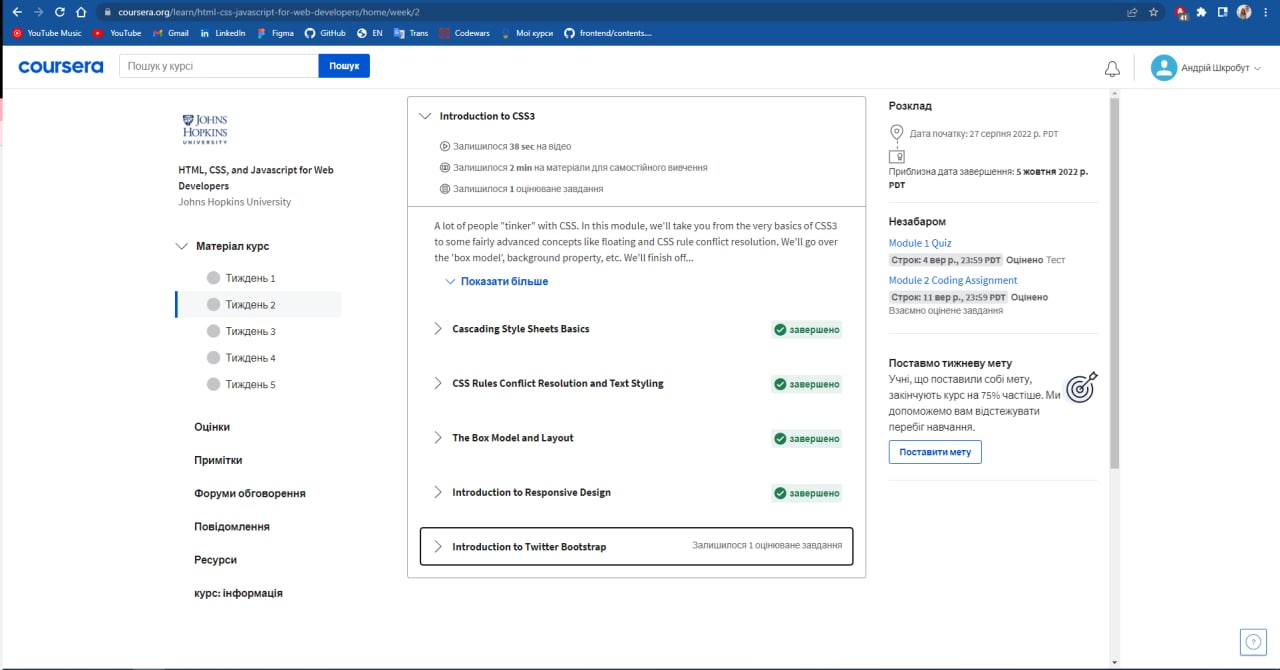 coursera.org/learn/html-css-javascript-for-web-developers/home/week/2
41
YouTube Music
YouTube
Gmail
LinkedIn
Figma
GitHub
EN
Trans
Codewars
Мої курси
frontend/contents....
coursera
Пошук у курсі
Пошук
Андрій Шкробут
JOHNS
HOPKINS
UNIVERSITY
HTML, CSS, and Javascript for Web
Developers
Johns Hopkins University
Матеріал курс
Тиждень 1
Тиждень 2
Тиждень 3
Тиждень 4
Тиждень 5
Оцінки
Примітки
Форуми обговорення
Повідомлення
Ресурси
курс: інформація
Introduction to CSS3
Залишилося 38 sec на відео
Залишилося 2 min на матеріали для самостійного вивчення
Залишилося 1 оцінюване завдання
A lot of people "tinker" with CSS. In this module, we'll take you from the very basics of CSS3
to some fairly advanced concepts like floating and CSS rule conflict resolution. We'll go over
the 'box model', background property, etc. We'll finish off...
Показати більше
Cascading Style Sheets Basics завершено
CSS Rules Conflict Resolution and Text Styling завершено
The Box Model and Layout завершено
Introduction to Responsive Design завершено
Introduction to Twitter Bootstrap Залишилося 1 оцінюване завдання
Розклад
Дата початку: 27 серпня 2022 р. PDT
Приблизна дата завершення: 5 жовтня 2022 р.
PDT
Незабаром
Module 1 Quiz
Строк: 4 вер р., 23:59 PDT Оцінено Тест
Module 2 Coding Assignment
Строк: 11 вер р., 23:59 PDT Оцінено
Взаємно оцінене завдання
Поставмо тижневу мету
Учні, що поставили собі мету,
закінчують курс на 75% частіше. Ми
допоможемо вам відстежувати
перебіг навчання.
Поставити мету